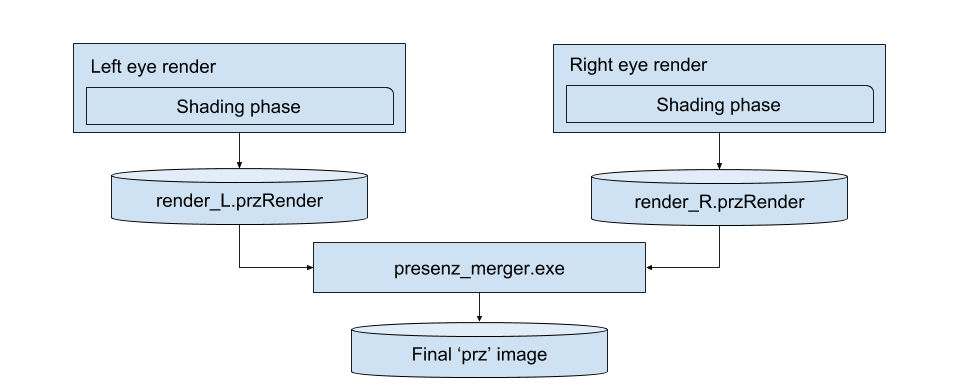 Left eye render
Shading phase
render_L.przRender
Right eye render
Shading phase
render_R.przRender
presenz_merger.exe
Final ‘prz’ image